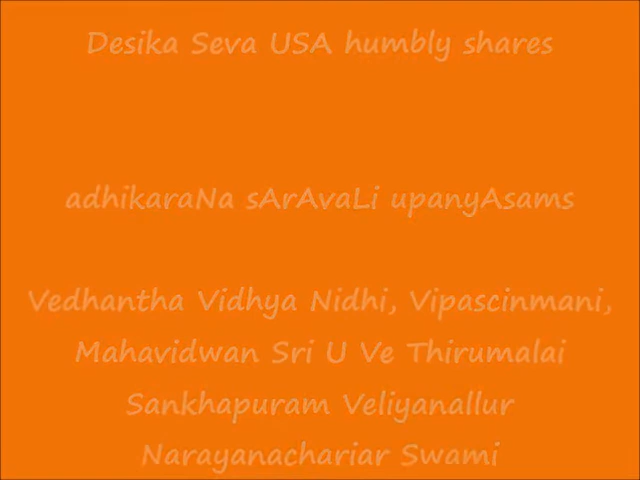 Desika Seva USA humbly shares
adhikaraNa sArAvaLi upanyAsams
Vedhantha Vidhya Nidhi, Vipascinmani,
Mahavidwan Sri U Ve Thirumalai
Sankhapuram Veliyanallur
Narayanachariar Swami